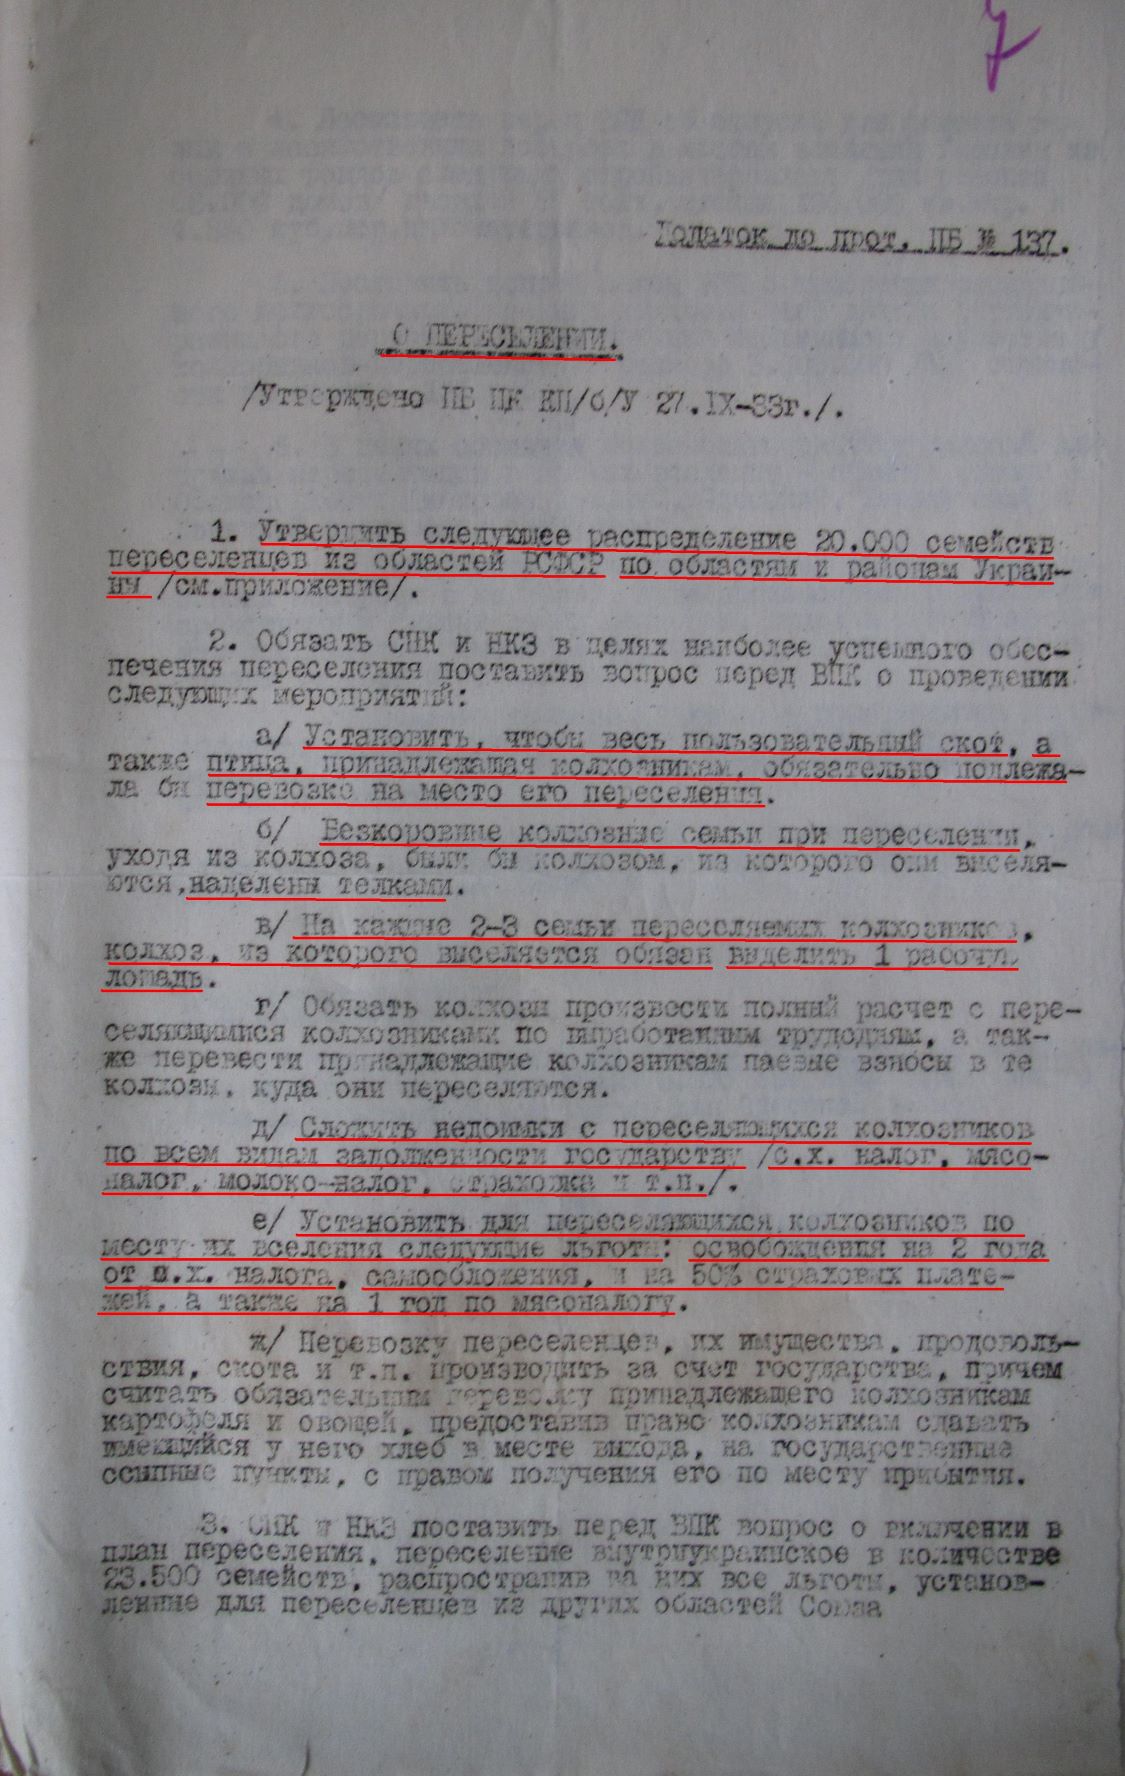 7
Додаток до прот. ПБ № 137.
О ПЕРЕСЕЛЕНИИ.
/Утверждено ПБ ЦК КП/б/У 27.IX-33г./.
1. Утвердить следующее распределение 20.000 семейств
переселенцев из областей РСФСР по областям и районам Украи-
ны /см.приложение/.
2. Обязать СНК и НКЗ в целях наиболее успешного обес-
печения переселения поставить вопрос перед ВПК о проведении
следующих мероприятий:
а/ Установить, чтобы весь пользовательный скот, а
также птица, принадлежащая колхозникам, обязательно подлежа-
ла бы перевозке на место его переселения.
б/ Безкоровные колхозные семьи при переселении,
уходя из колхоза, были бы колхозом, из которого они выселя-
ются, наделены телками.
в/ На каждые 2-3 семьи переселяемых колхозников,
колхоз, из которого выселяется обязан выделить 1 рабочую
лошадь.
г/ Обязать колхозы произвести полный расчет с пере-
селяющимися колхозниками по выработанным трудодням, а так-
же перевести принадлежащие колхозникам паевые взносы в те
колхозы, куда они переселяются.
д/ Сложить недоимки с переселяющихся колхозников
по всем видам задолженности государству /с.х. налог, мясо-
налог, молоко-налог, страховка и т.п./.
е/ Установить для переселяющихся колхозников по
месту их вселения следующие льготы: освобождения на 2 года
от с.х. налога, самообложения, и на 50% страховых плате-
жей, а также на 1 год по мясоналогу.
ж/ Перевозку переселенцев, их имущества, продоволь-
ствия, скота и т.п. производить за счет государства, причем
считать обязательным перевозку принадлежащего колхозникам
картофеля и овощей, предоставив право колхозникам сдавать
имеющийся у него хлеб в месте выхода, на государственные
ссыпные пункты, с правом получения его по месту прибытия.
3. СНК и НКЗ поставить перед ВПК вопрос о включении в
план переселения, переселение внутриукраинское в количестве
23.500 семейств, распространив на них все льготы, установ-
ленные для переселенцев из других областей Союза